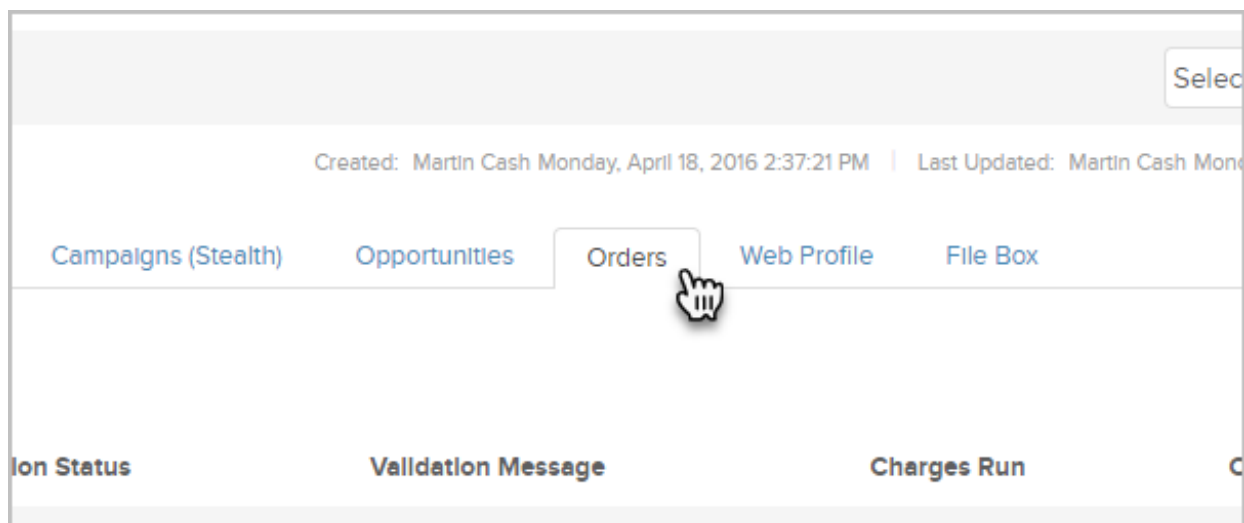 Selec
Created: Martin Cash Monday, April 18, 2016 2:37:21 PM | Last Updated: Martin Cash Mond
Campaigns (Stealth) Opportunities Orders Web Profile File Box
ion Status Validation Message Charges Run C